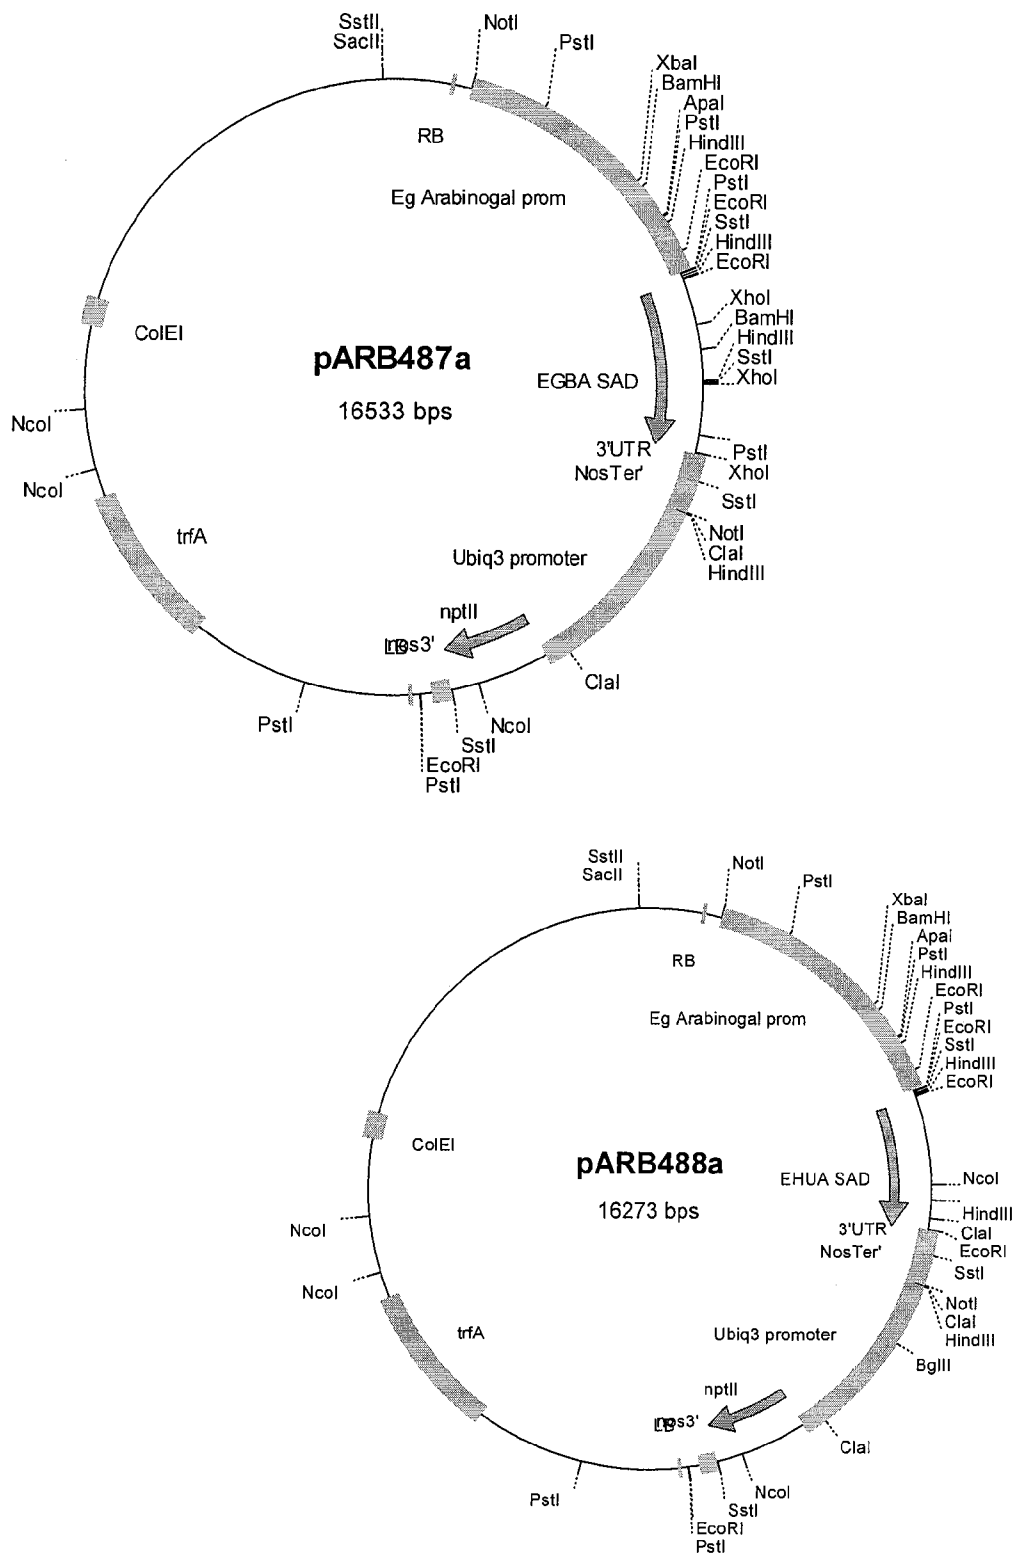 SstII
SacII
NotI
PstI
XbaI
BamHI
ApaI
PstI
HindIII
EcoRI
PstI
EcoRI
SstI
HindIII
EcoRI
RB
Eg Arabinogal prom
XhoI
BamHI
HindIII
SstI
XhoI
ColEI
pARB487a
16533 bps
EGBA SAD
NcoI
3'UTR
NosTer'
PstI
XhoI
NcoI
SstI
trfA
NotI
ClaI
HindIII
Ubiq3 promoter
nptII
nos3'
LB
ClaI
PstI
NcoI
SstI
EcoRI
PstI
SstII
SacII
NotI
PstI
XbaI
BamHI
ApaI
PstI
HindIII
EcoRI
PstI
EcoRI
SstI
HindIII
EcoRI
RB
Eg Arabinogal prom
ColEI
pARB488a
16273 bps
EHUA SAD
NcoI
HindIII
3'UTR
NosTer'
ClaI
EcoRI
SstI
NcoI
NcoI
NotI
ClaI
HindIII
trfA
Ubiq3 promoter
BglII
nptII
nos3'
LB
ClaI
PstI
NcoI
SstI
EcoRI
PstI